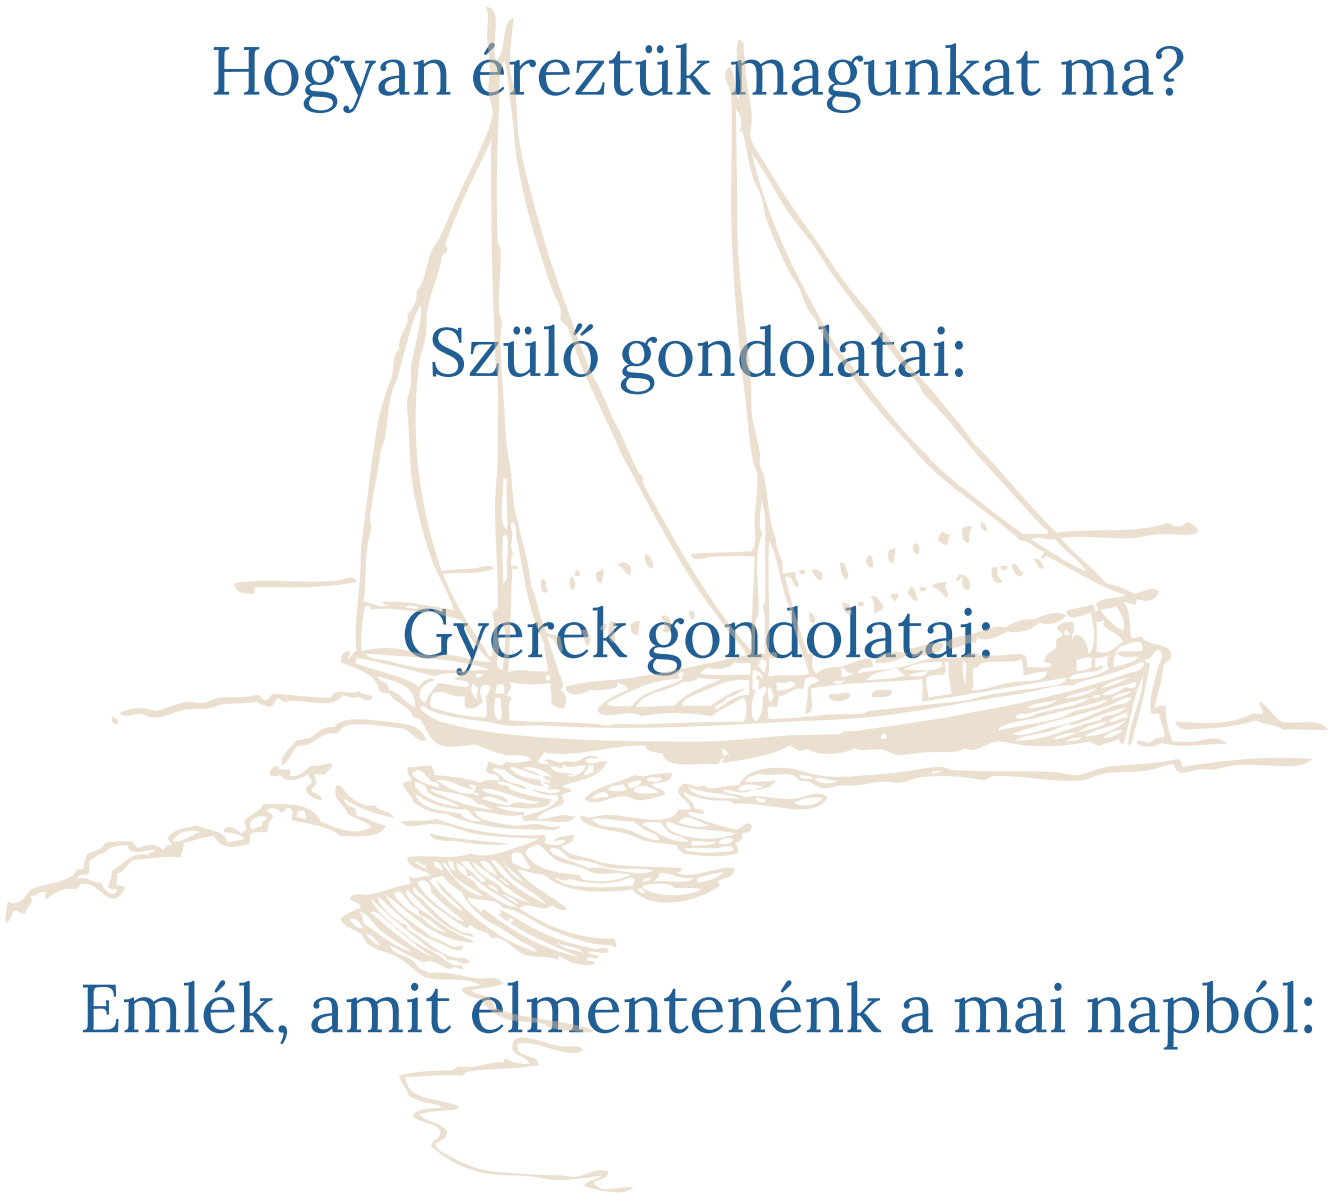 Hogyan éreztük magunkat ma?
Szülő gondolatai:
Gyerek gondolatai:
Emlék, amit elmentenénk a mai napból: